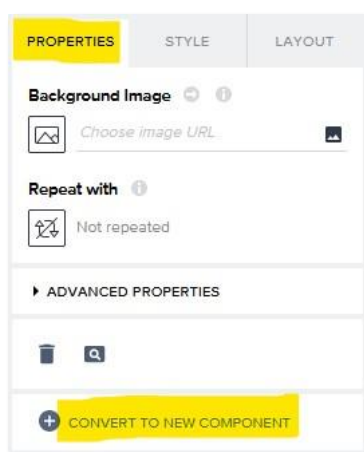 PROPERTIES STYLE LAYOUT
Background Image
Choose image URL
Repeat with
Not repeated
ADVANCED PROPERTIES
CONVERT TO NEW COMPONENT